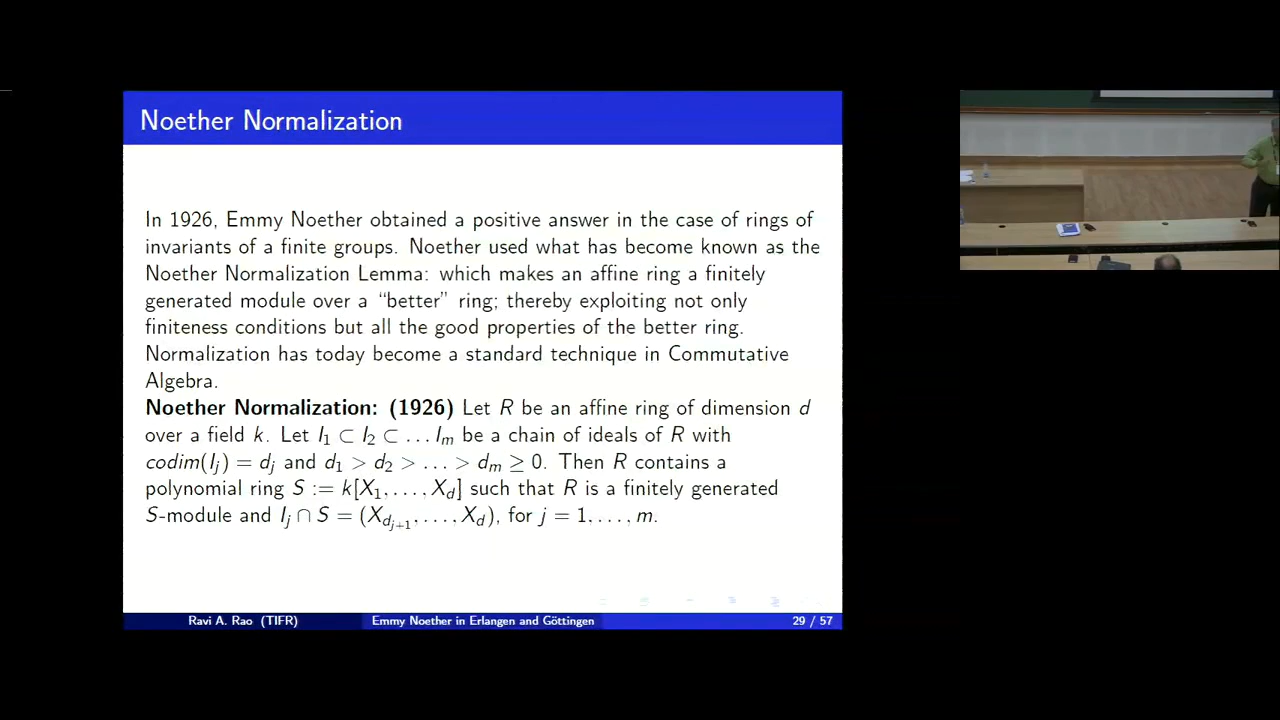 Noether Normalization
In 1926, Emmy Noether obtained a positive answer in the case of rings of
invariants of a finite groups. Noether used what has become known as the
Noether Normalization Lemma: which makes an affine ring a finitely
generated module over a “better” ring; thereby exploiting not only
finiteness conditions but all the good properties of the better ring.
Normalization has today become a standard technique in Commutative
Algebra.
Noether Normalization: (1926) Let R be an affine ring of dimension d
over a field k. Let I₁ ⊂ I₂ ⊂ … Iₘ be a chain of ideals of R with
codim(Iⱼ) = dⱼ and d₁ > d₂ > … > dₘ ≥ 0. Then R contains a
polynomial ring S := k[X₁, …, X_d] such that R is a finitely generated
S-module and Iⱼ ∩ S = (X_{d_{j+1}}, …, X_d), for j = 1, …, m.
Ravi A. Rao (TIFR) Emmy Noether in Erlangen and Göttingen 29 / 57